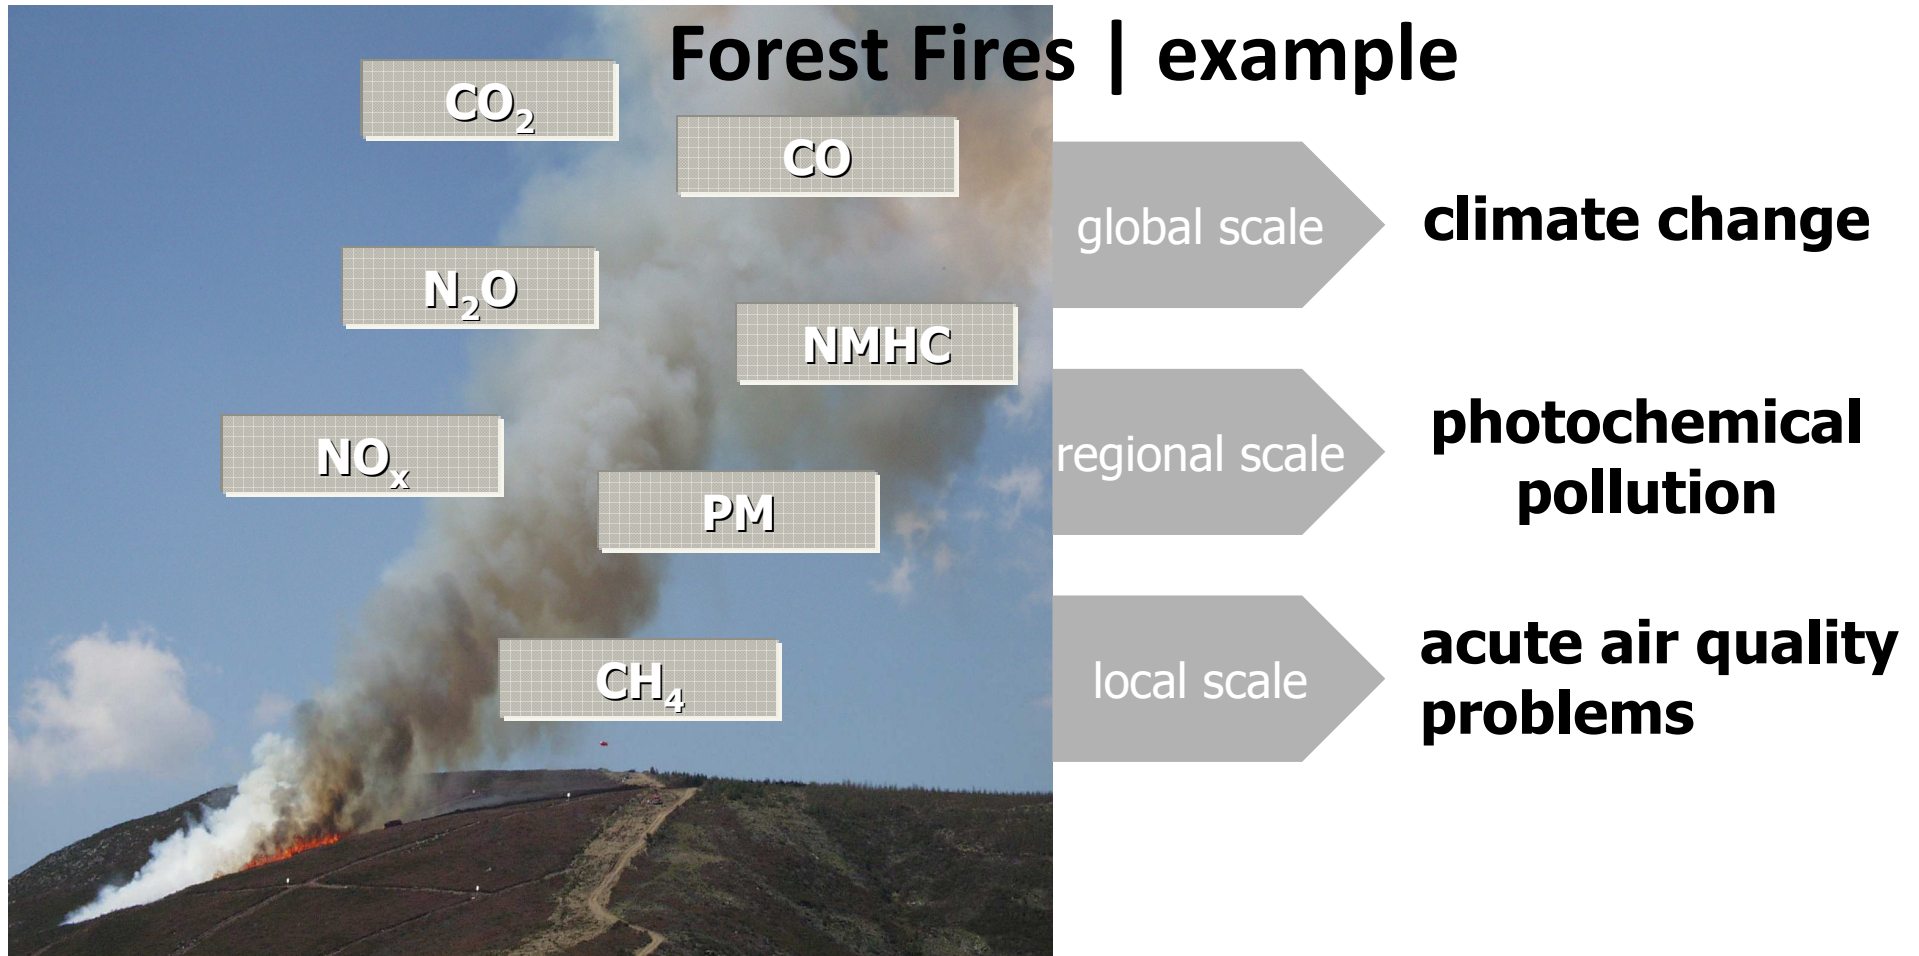 Forest Fires | example
CO₂
CO
N₂O
NMHC
NOₓ
PM
CH₄
global scale
climate change
regional scale
photochemical
pollution
local scale
acute air quality
problems